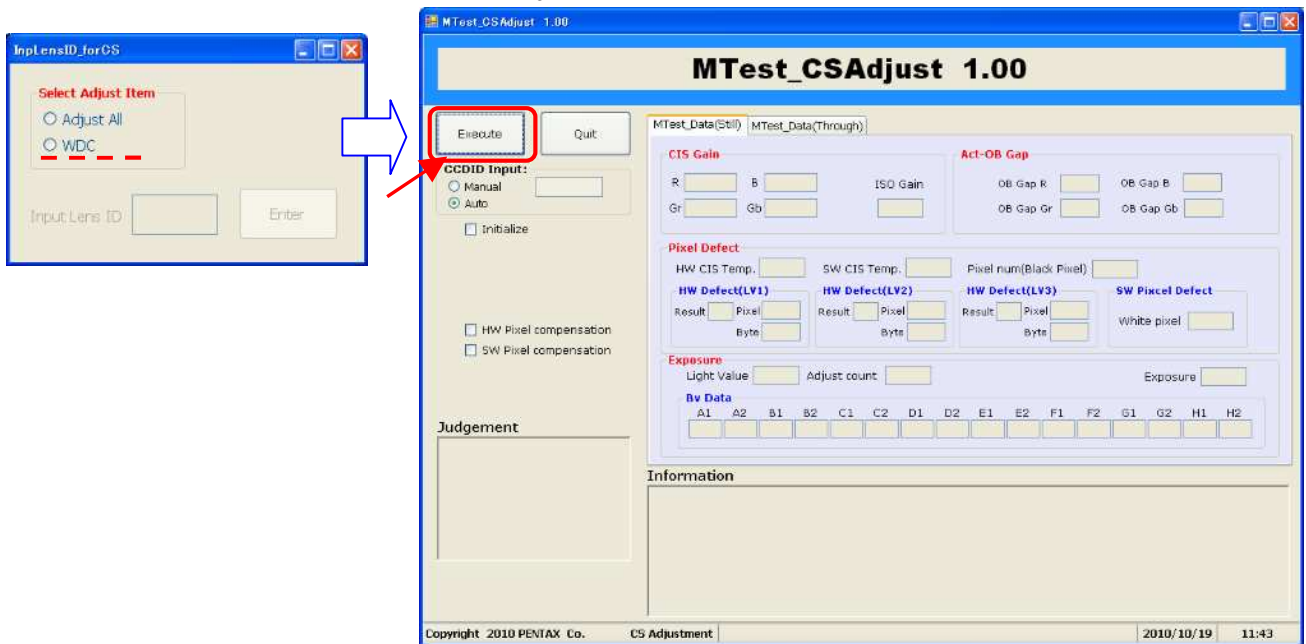 InpLensID_forCS
Select Adjust Item
Adjust All
WDC
Input Lens ID
Enter
MTest_CSAdjust 1.00
MTest_CSAdjust 1.00
Execute
Quit
CCDID Input:
Manual
Auto
Initialize
HW Pixel compensation
SW Pixel compensation
Judgement
MTest_Data(Still)
MTest_Data(Through)
CIS Gain
R
B
ISO Gain
Gr
Gb
Act-OB Gap
OB Gap R
OB Gap B
OB Gap Gr
OB Gap Gb
Pixel Defect
HW CIS Temp.
SW CIS Temp.
Pixel num(Black Pixel)
HW Defect(LV1)
Result
Pixel
Byte
HW Defect(LV2)
Result
Pixel
Byte
HW Defect(LV3)
Result
Pixel
Byte
SW Pixcel Defect
White pixel
Exposure
Light Value
Adjust count
Exposure
Bv Data
A1 A2 B1 B2 C1 C2 D1 D2 E1 E2 F1 F2 G1 G2 H1 H2
Information
Copyright 2010 PENTAX Co.
CS Adjustment
2010/10/19
11:43